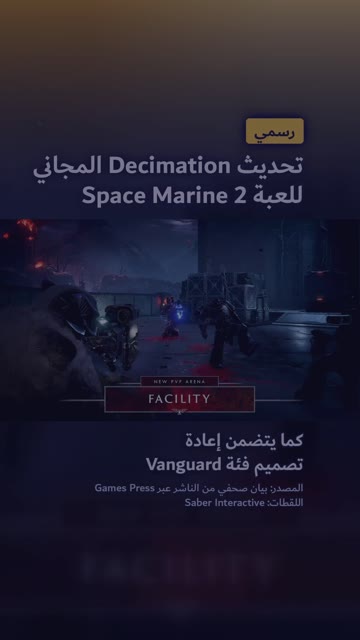 رسمي
تحديث Decimation المجاني
للعبة Space Marine 2
NEW PVP ARENA
FACILITY
كما يتضمن إعادة
تصميم فئة Vanguard
المصدر: بيان صحفي من الناشر عبر Games Press
اللقطات: Saber Interactive
FACILITY